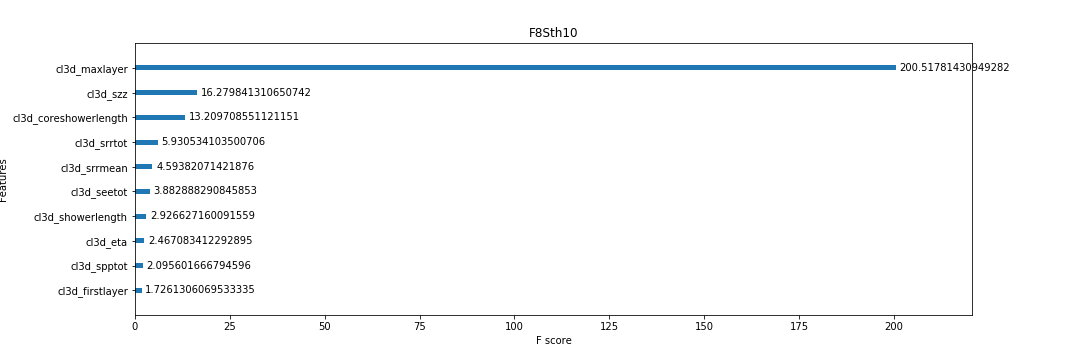 F8Sth10
cl3d_maxlayer 200.51781430949282
cl3d_szz 16.279841310650742
cl3d_coreshowerlength 13.209708551121151
cl3d_srrtot 5.930534103500706
cl3d_srrmean 4.59382071421876
cl3d_seetot 3.882888290845853
cl3d_showerlength 2.926627160091559
cl3d_eta 2.467083412292895
cl3d_spptot 2.095601666794596
cl3d_firstlayer 1.7261306069533335
Features
0 25 50 75 100 125 150 175 200
F score